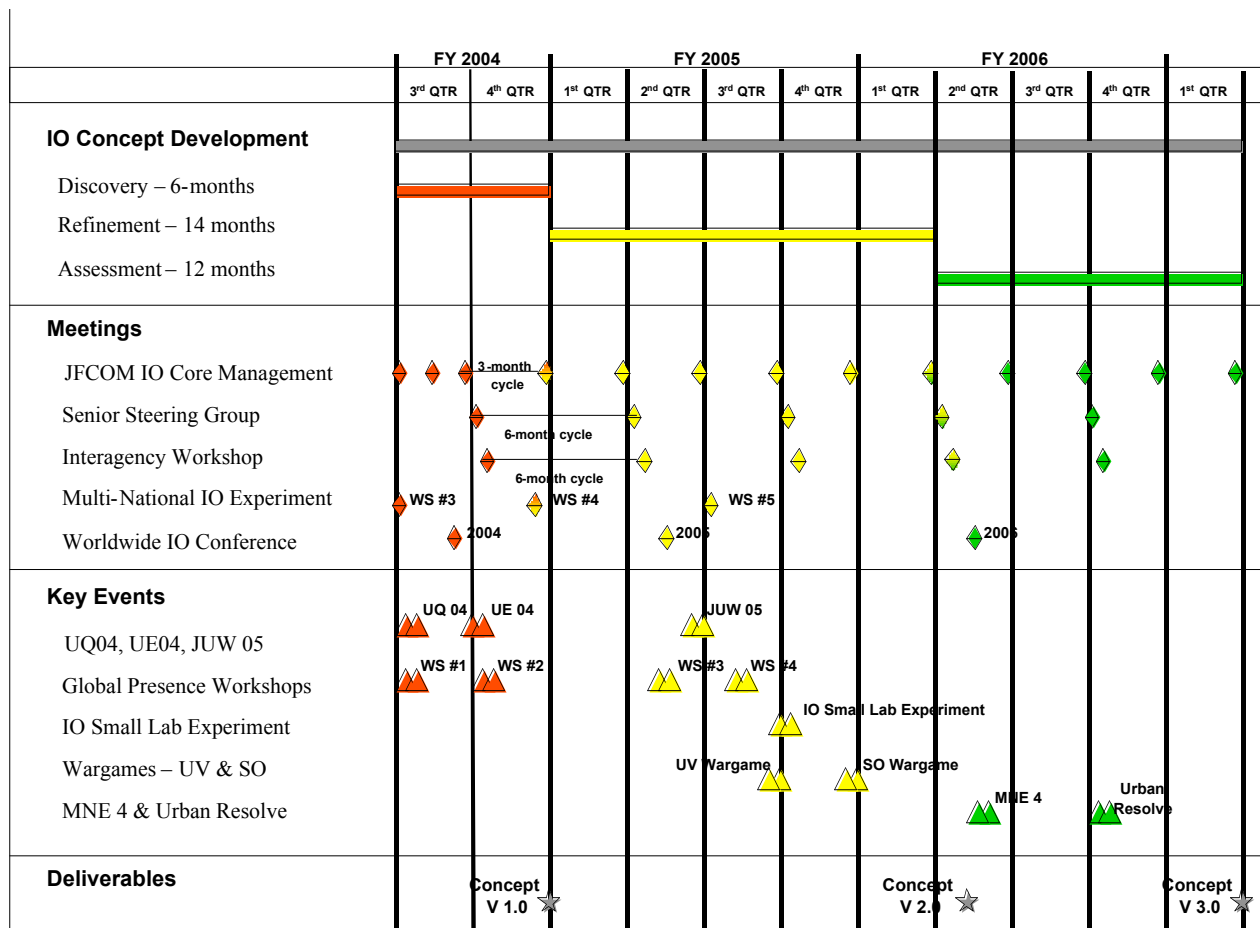 FY 2004 FY 2005 FY 2006
3rd QTR 4th QTR 1st QTR 2nd QTR 3rd QTR 4th QTR 1st QTR 2nd QTR 3rd QTR 4th QTR 1st QTR
IO Concept Development
Discovery – 6-months
Refinement – 14 months
Assessment – 12 months
Meetings
JFCOM IO Core Management
3-month
cycle
Senior Steering Group
6-month cycle
Interagency Workshop
6-month cycle
Multi-National IO Experiment
WS #3 WS #4 WS #5
Worldwide IO Conference
2004 2005 2006
Key Events
UQ 04 UE 04 JUW 05
UQ04, UE04, JUW 05
WS #1 WS #2 WS #3 WS #4
Global Presence Workshops
IO Small Lab Experiment
IO Small Lab Experiment
UV Wargame SO Wargame
Wargames – UV & SO
MNE 4 Urban
Resolve
MNE 4 & Urban Resolve
Deliverables
Concept
V 1.0
Concept
V 2.0
Concept
V 3.0